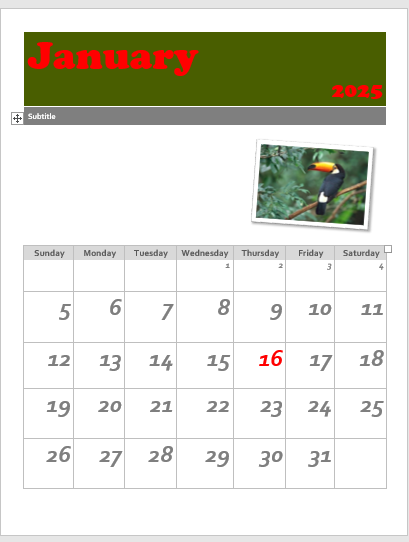 January
2025
Subtitle
Sunday Monday Tuesday Wednesday Thursday Friday Saturday
1 2 3 4
5 6 7 8 9 10 11
12 13 14 15 16 17 18
19 20 21 22 23 24 25
26 27 28 29 30 31